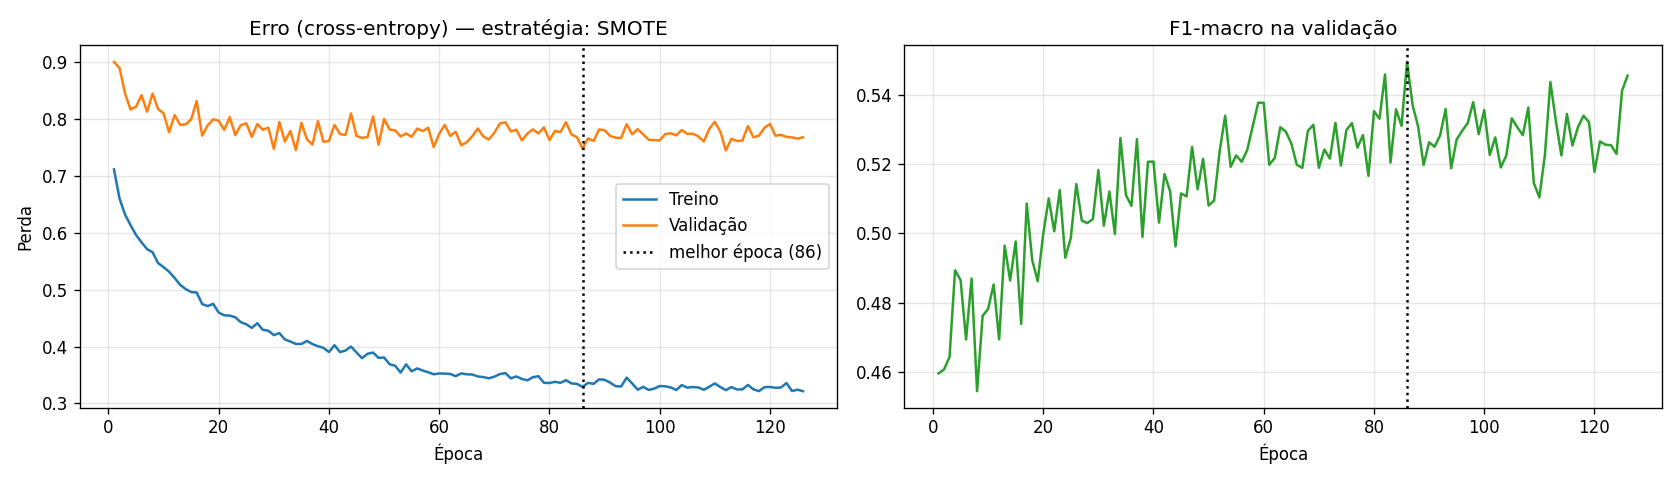 Erro (cross-entropy) — estratégia: SMOTE
Perda
0.9
0.8
0.7
0.6
0.5
0.4
0.3
Treino
Validação
melhor época (86)
0 20 40 60 80 100 120
Época
F1-macro na validação
0.54
0.52
0.50
0.48
0.46
0 20 40 60 80 100 120
Época